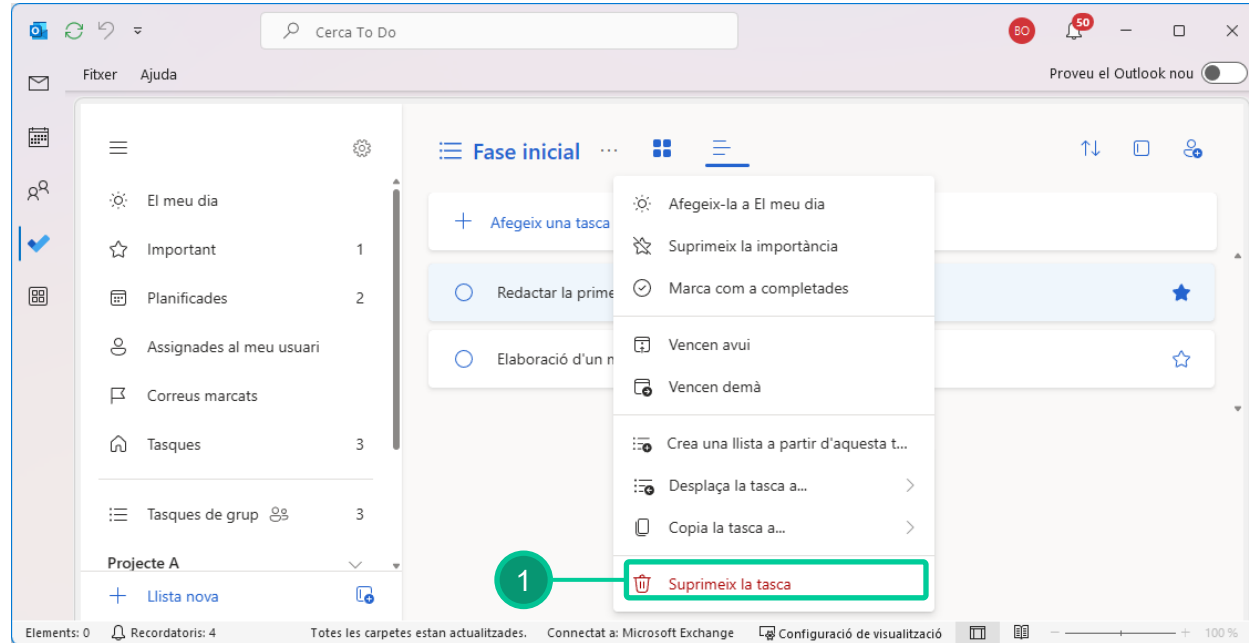 Cerca To Do
BO
50
Fitxer Ajuda
Proveu el Outlook nou
El meu dia
Important 1
Planificades 2
Assignades al meu usuari
Correus marcats
Tasques 3
Tasques de grup 3
Projecte A
Llista nova
Fase inicial ...
Afegeix una tasca
Redactar la prime
Elaboració d'un
Afegeix-la a El meu dia
Suprimeix la importància
Marca com a completades
Vencen avui
Vencen demà
Crea una llista a partir d'aquesta t...
Desplaça la tasca a...
Copia la tasca a...
1
Suprimeix la tasca
Elements: 0 Recordatoris: 4 Totes les carpetes estan actualitzades. Connectat a: Microsoft Exchange Configuració de visualització 100 %